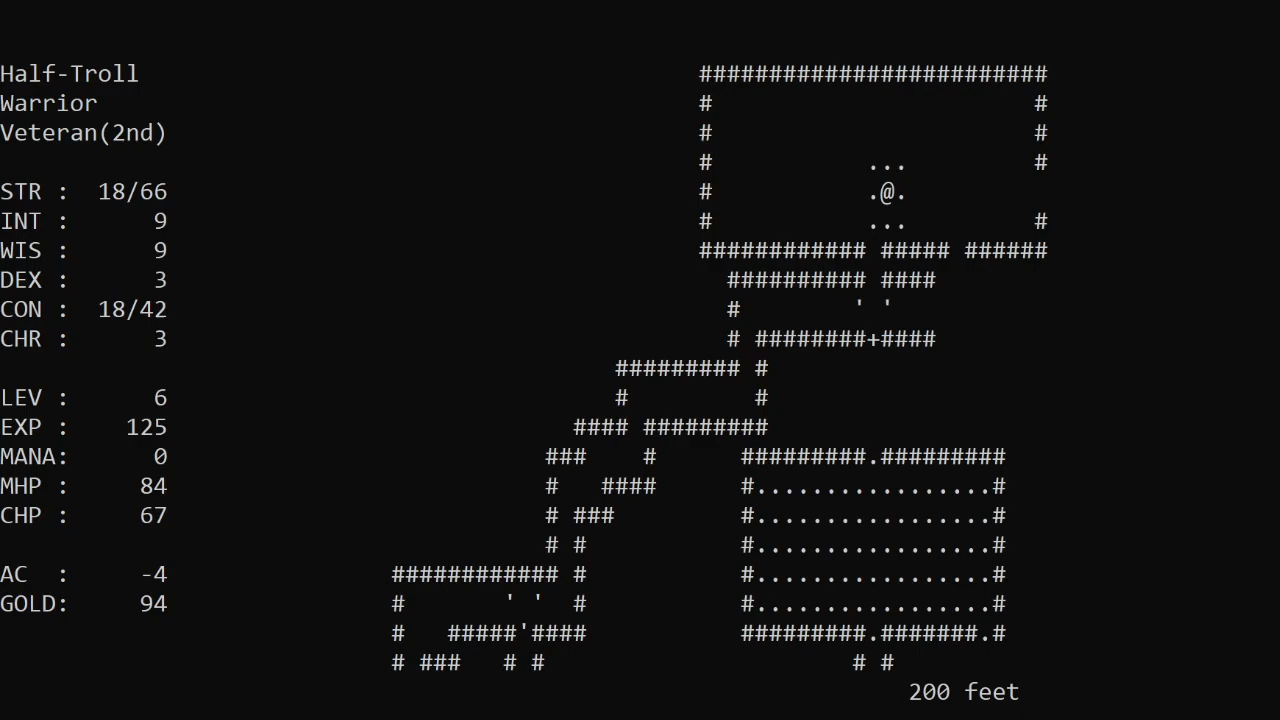 Half-Troll                                        #########################
Warrior                                           #                       #
Veteran(2nd)                                      #                       #
                                                  #           ...         #
STR :  18/66                                      #           .@.
INT :      9                                      #           ...         #
WIS :      9                                      ############ ##### ######
DEX :      3                                        ########## ####
CON :  18/42                                        #        ' '
CHR :      3                                        # ########+####
                                            ######### #
LEV :      6                                #         #
EXP :    125                             #### #########
MANA:      0                           ###    #      #########.#########
MHP :     84                           #   ####      #.................#
CHP :     67                           # ###         #.................#
                                       # #           #.................#
AC  :     -4                ############ #           #.................#
GOLD:     94                #       ' '  #           #.................#
                            #   #####'####           #########.#######.#
                            # ###   # #                      # #
                                                                 200 feet